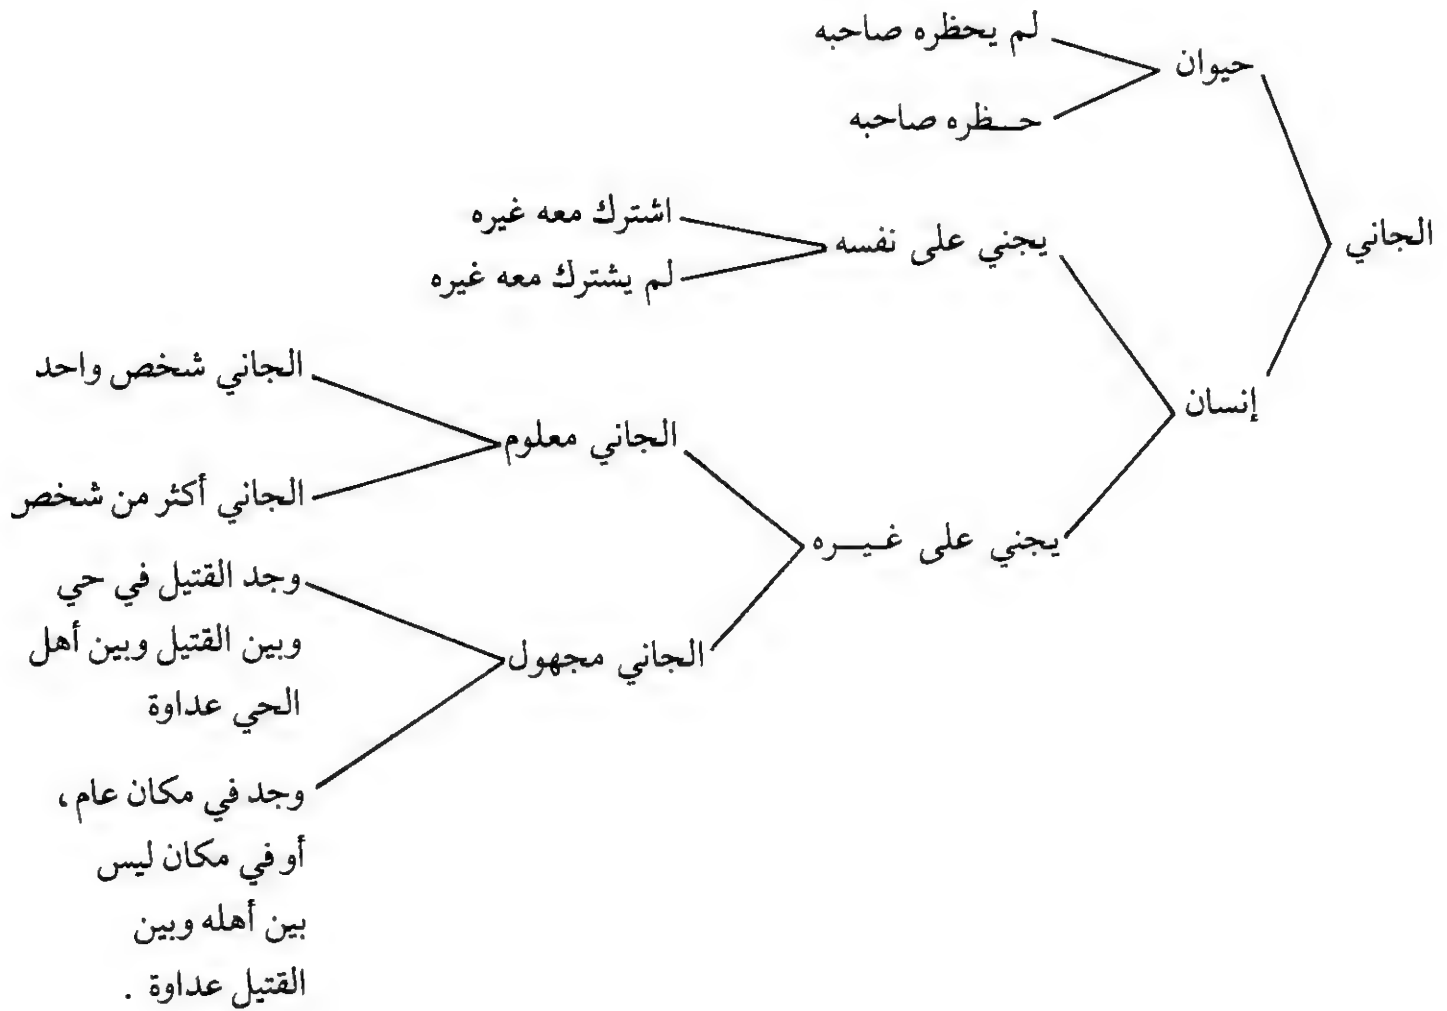 الجاني
حيوان
لم يحظره صاحبه
حـــظره صاحبه
إنسان
يجني على نفسه
اشترك معه غيره
لم يشترك معه غيره
يجني على غـيـــره
الجاني معلوم
الجاني شخص واحد
الجاني أكثر من شخص
الجاني مجهول
وجد القتيل في حي
وبين القتيل وبين أهل
الحي عداوة
وجد في مكان عام،
أو في مكان ليس
بين أهله وبين
القتيل عداوة .